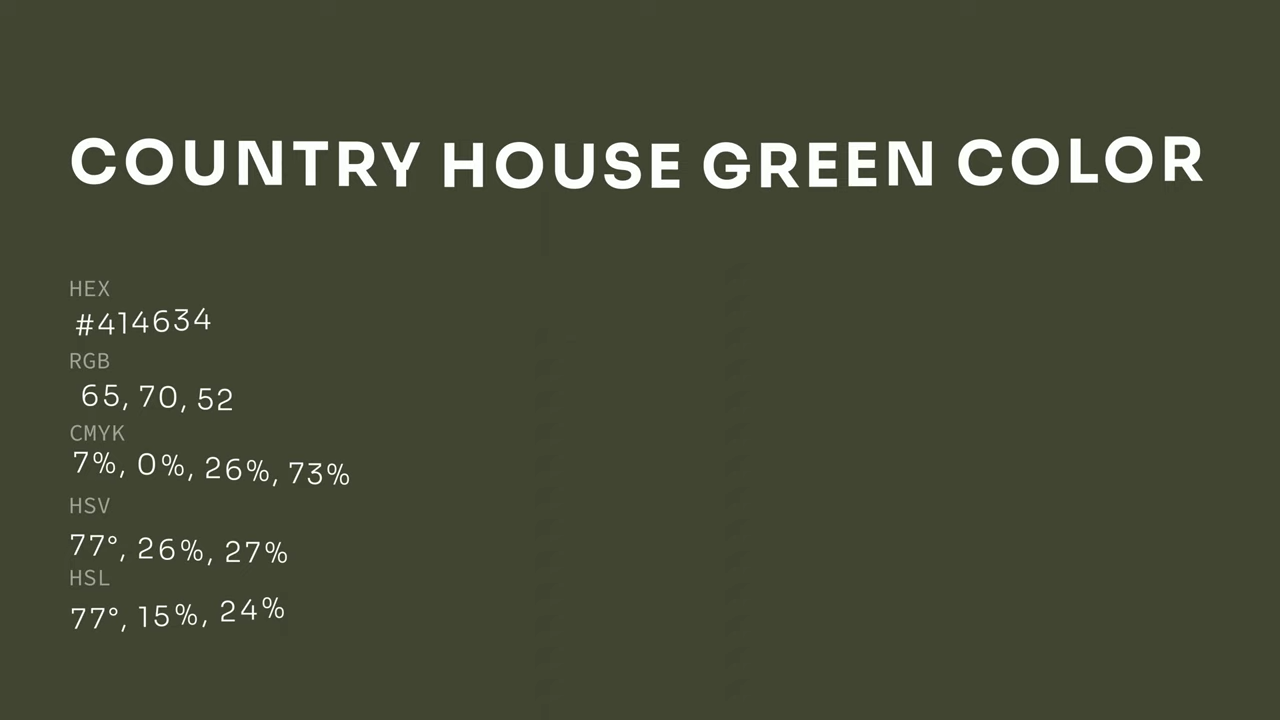 COUNTRY HOUSE GREEN COLOR
HEX
#414634
RGB
65, 70, 52
CMYK
7%, 0%, 26%, 73%
HSV
77°, 26%, 27%
HSL
77°, 15%, 24%